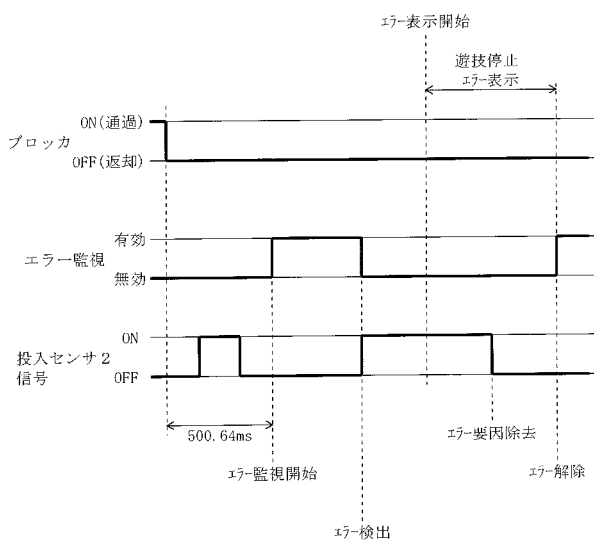 エラー表示開始
遊技停止
エラー表示
ON(通過)
ブロッカ
OFF(返却)
有効
エラー監視
無効
ON
投入センサ2
信号
OFF
500.64ms
エラー要因除去
エラー監視開始
エラー解除
エラー検出